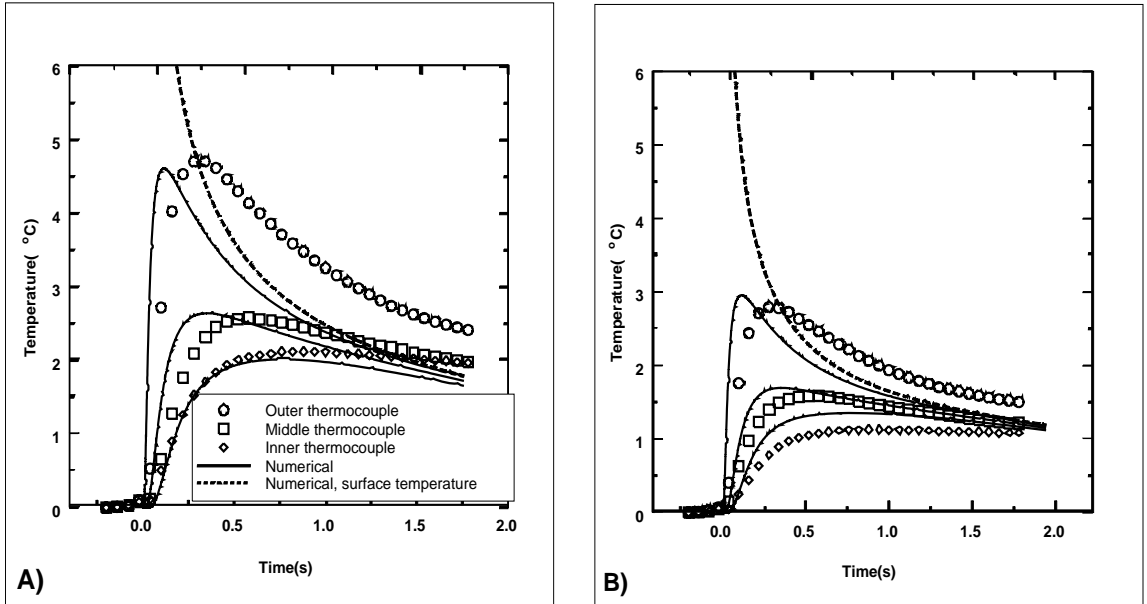 6
5
4
3
2
1
0
Temperature( °C)
0.0 0.5 1.0 1.5 2.0
Time(s)
Outer thermocouple
Middle thermocouple
Inner thermocouple
Numerical
Numerical, surface temperature
A)
6
5
4
3
2
1
0
Temperature( °C)
0.0 0.5 1.0 1.5 2.0
Time(s)
B)